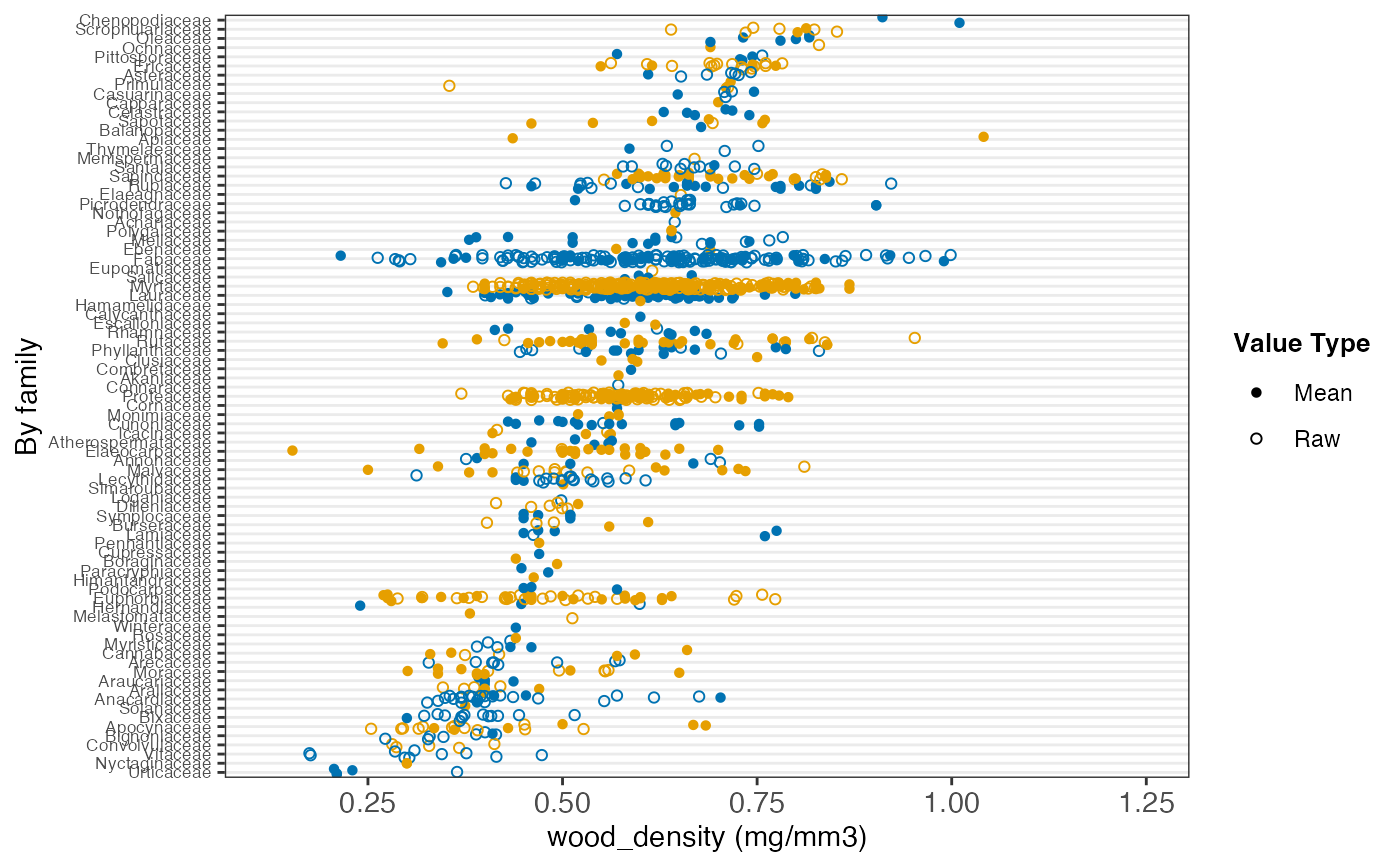 Chenopodiaceae
Scrophulariaceae
Oleaceae
Ochnaceae
Pittosporaceae
Ericaceae
Asteraceae
Primulaceae
Casuarinaceae
Capparaceae
Celastraceae
Sapotaceae
Balanopaceae
Apiaceae
Thymelaeaceae
Menispermaceae
Santalaceae
Sapindaceae
Rubiaceae
Elaeagnaceae
Picrodendraceae
Nothofagaceae
Achariaceae
Polygalaceae
Meliaceae
Ebenaceae
Fabaceae
Eupomatiaceae
Salicaceae
Myrtaceae
Lauraceae
Hamamelidaceae
Calycanthaceae
Escalloniaceae
Rhamnaceae
Rutaceae
Phyllanthaceae
Clusiaceae
Combretaceae
Akaniaceae
Connaraceae
Proteaceae
Cornaceae
Monimiaceae
Cunoniaceae
Icacinaceae
Atherospermataceae
Elaeocarpaceae
Annonaceae
Malvaceae
Lecythidaceae
Simaroubaceae
Loganiaceae
Dilleniaceae
Symplocaceae
Burseraceae
Lamiaceae
Pennantiaceae
Cupressaceae
Boraginaceae
Paracryphiaceae
Himantandraceae
Podocarpaceae
Euphorbiaceae
Hernandiaceae
Melastomataceae
Winteraceae
Rosaceae
Myristicaceae
Cannabaceae
Arecaceae
Moraceae
Araucariaceae
Araliaceae
Anacardiaceae
Solanaceae
Bixaceae
Apocynaceae
Bignoniaceae
Convolvulaceae
Vitaceae
Nyctaginaceae
Urticaceae
By family
0.25 0.50 0.75 1.00 1.25
wood_density (mg/mm3)
Value Type
Mean
Raw